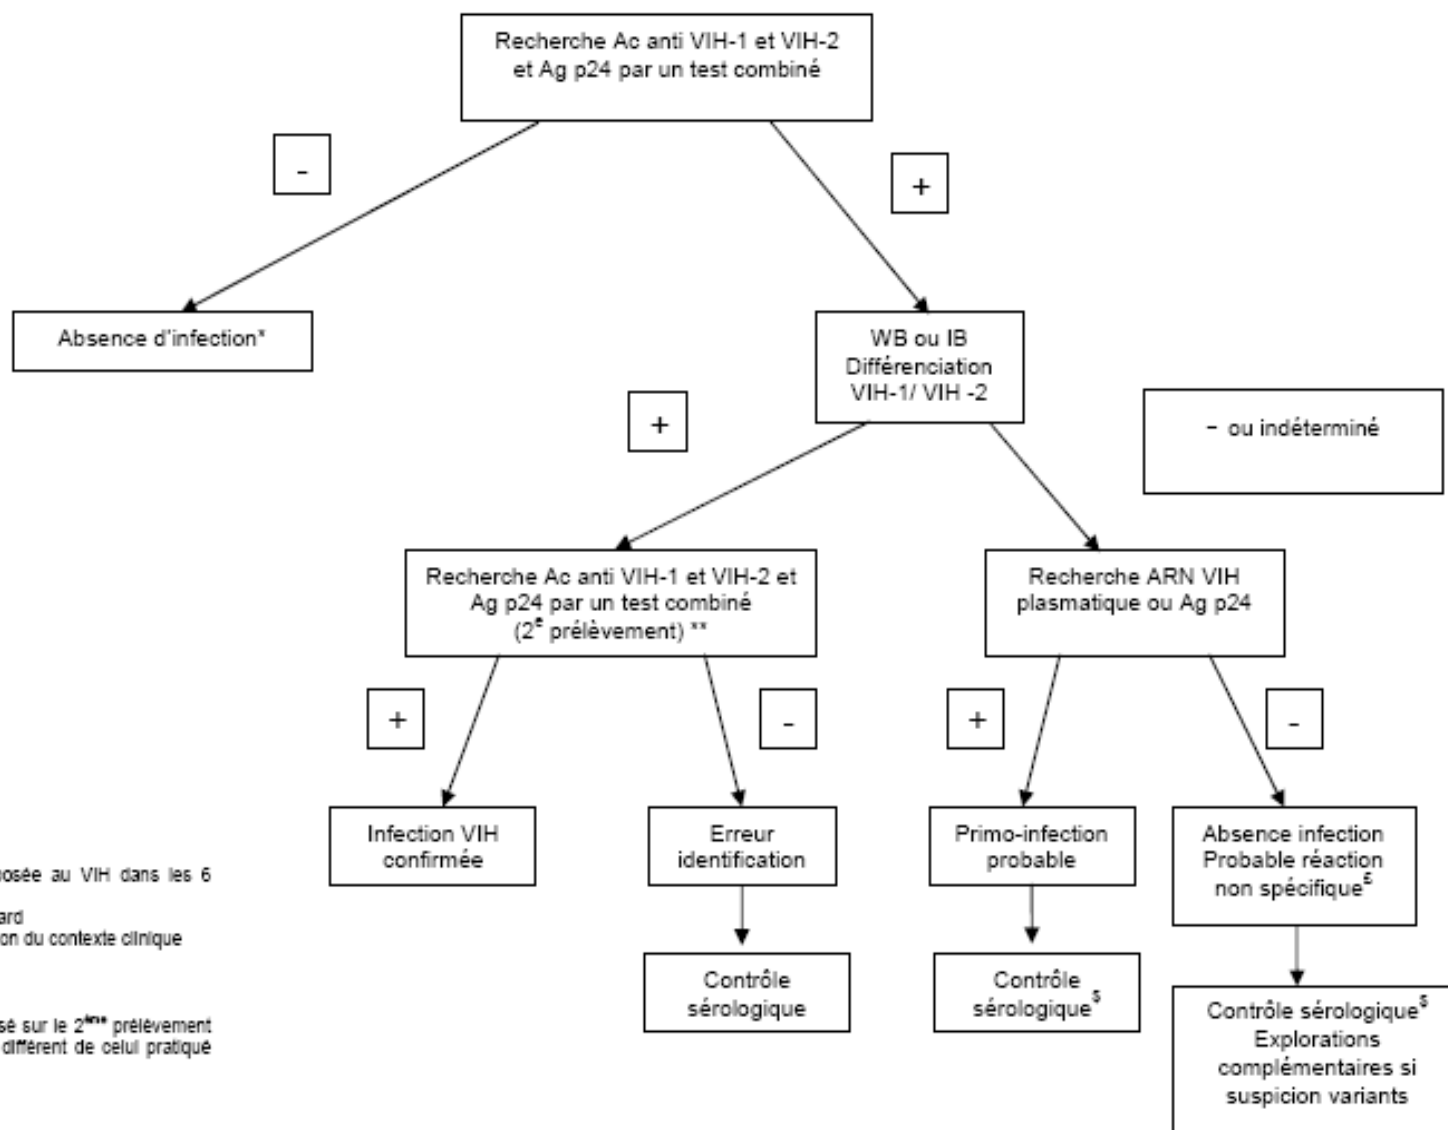 Recherche Ac anti VIH-1 et VIH-2
et Ag p24 par un test combiné
-
+
Absence d'infection*
WB ou IB
Différenciation
VIH-1/ VIH -2
+
- ou indéterminé
Recherche Ac anti VIH-1 et VIH-2 et
Ag p24 par un test combiné
(2e prélèvement) **
Recherche ARN VIH
plasmatique ou Ag p24
+
-
+
-
Infection VIH
confirmée
Erreur
identification
Primo-infection
probable
Absence infection
Probable réaction
non spécifique£
osée au VIH dans les 6
ard
on du contexte clinique
Contrôle
sérologique
Contrôle
sérologique$
Contrôle sérologique$
Explorations
complémentaires si
suspicion variants
sé sur le 2ème prélèvement
différent de celui pratiqué